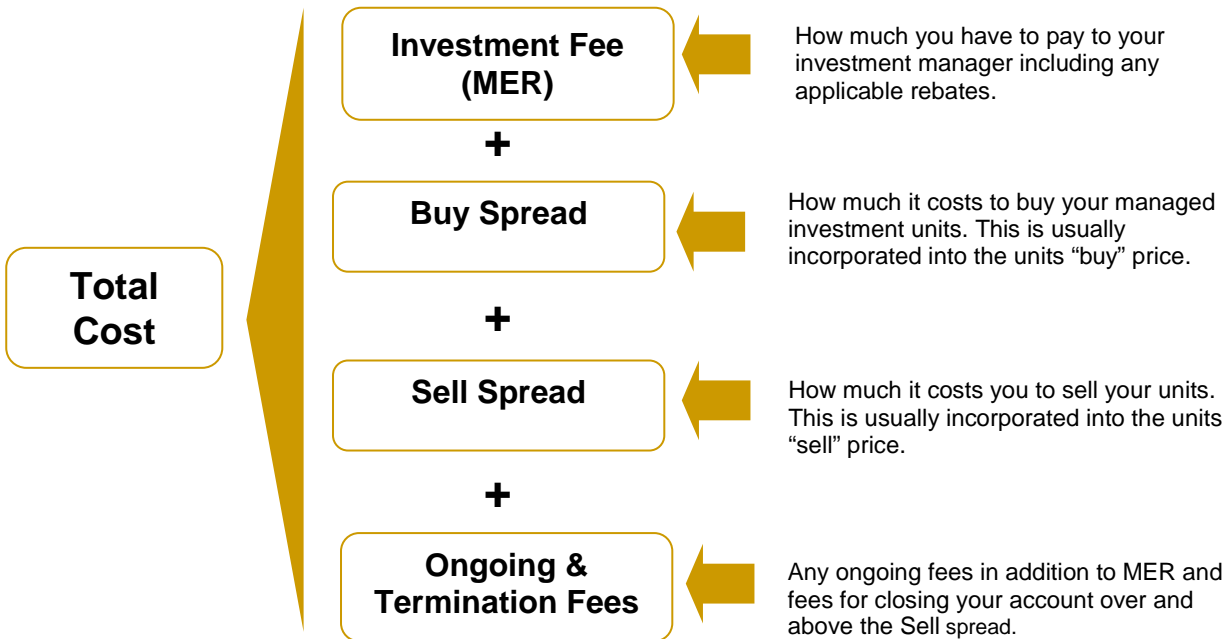 Total
Cost
Investment Fee
(MER)
How much you have to pay to your
investment manager including any
applicable rebates.
+
Buy Spread
How much it costs to buy your managed
investment units. This is usually
incorporated into the units “buy” price.
+
Sell Spread
How much it costs you to sell your units.
This is usually incorporated into the units
“sell” price.
+
Ongoing &
Termination Fees
Any ongoing fees in addition to MER and
fees for closing your account over and
above the Sell spread.